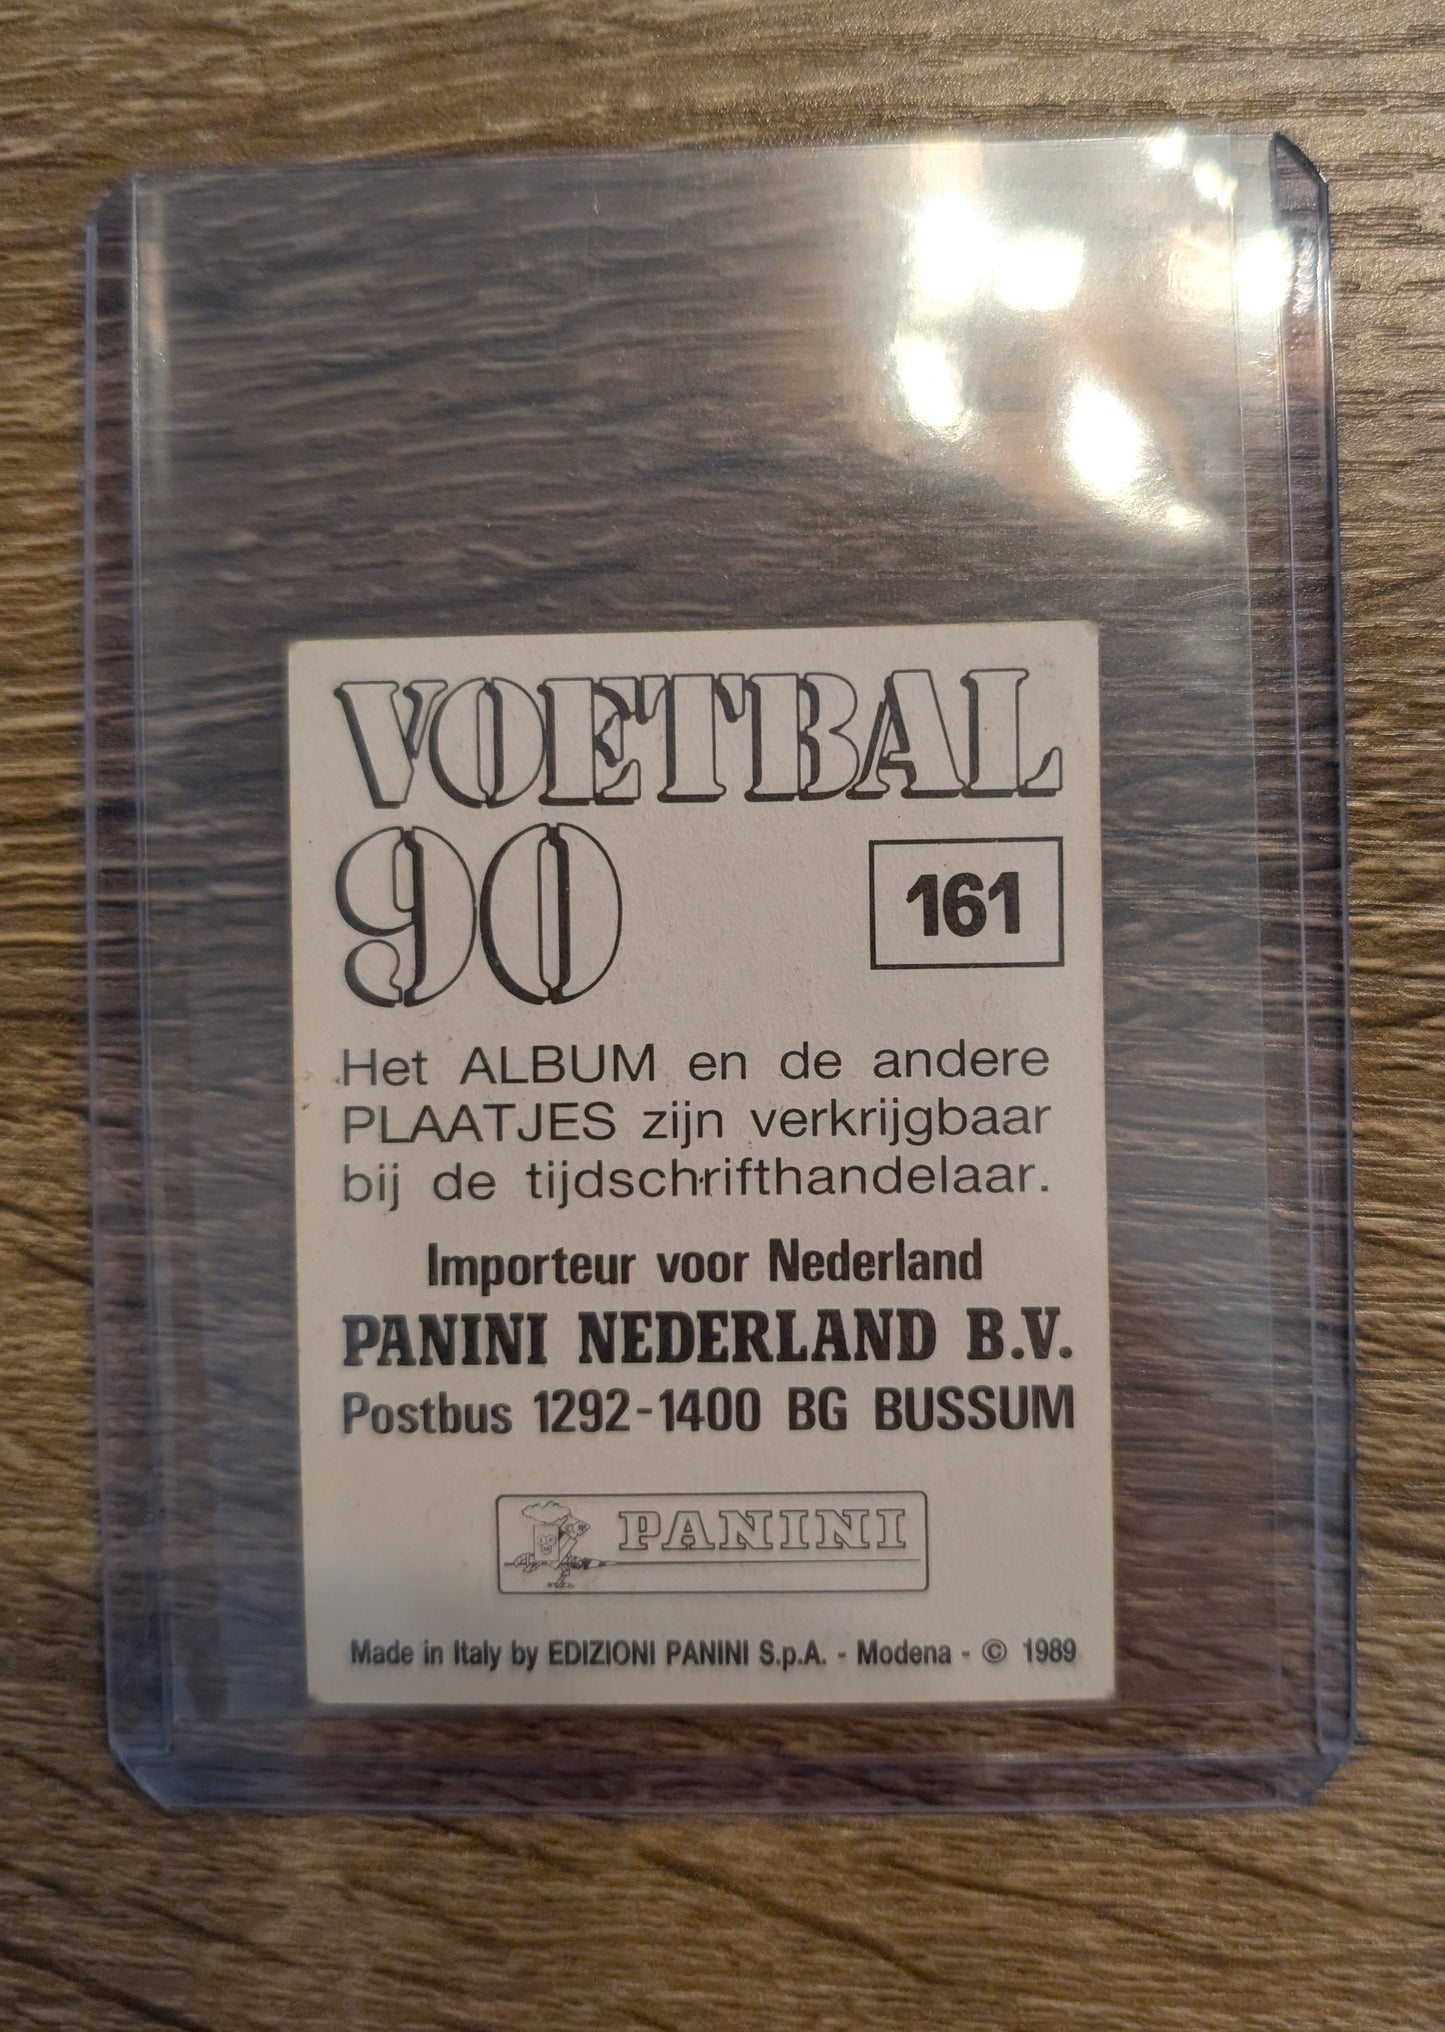 VOETBAL
90
161
Het ALBUM en de andere
PLAATJES zijn verkrijgbaar
bij de tijdschrifthandelaar.
Importeur voor Nederland
PANINI NEDERLAND B.V.
Postbus 1292-1400 BG BUSSUM
PANINI
Made in Italy by EDIZIONI PANINI S.p.A. - Modena - © 1989